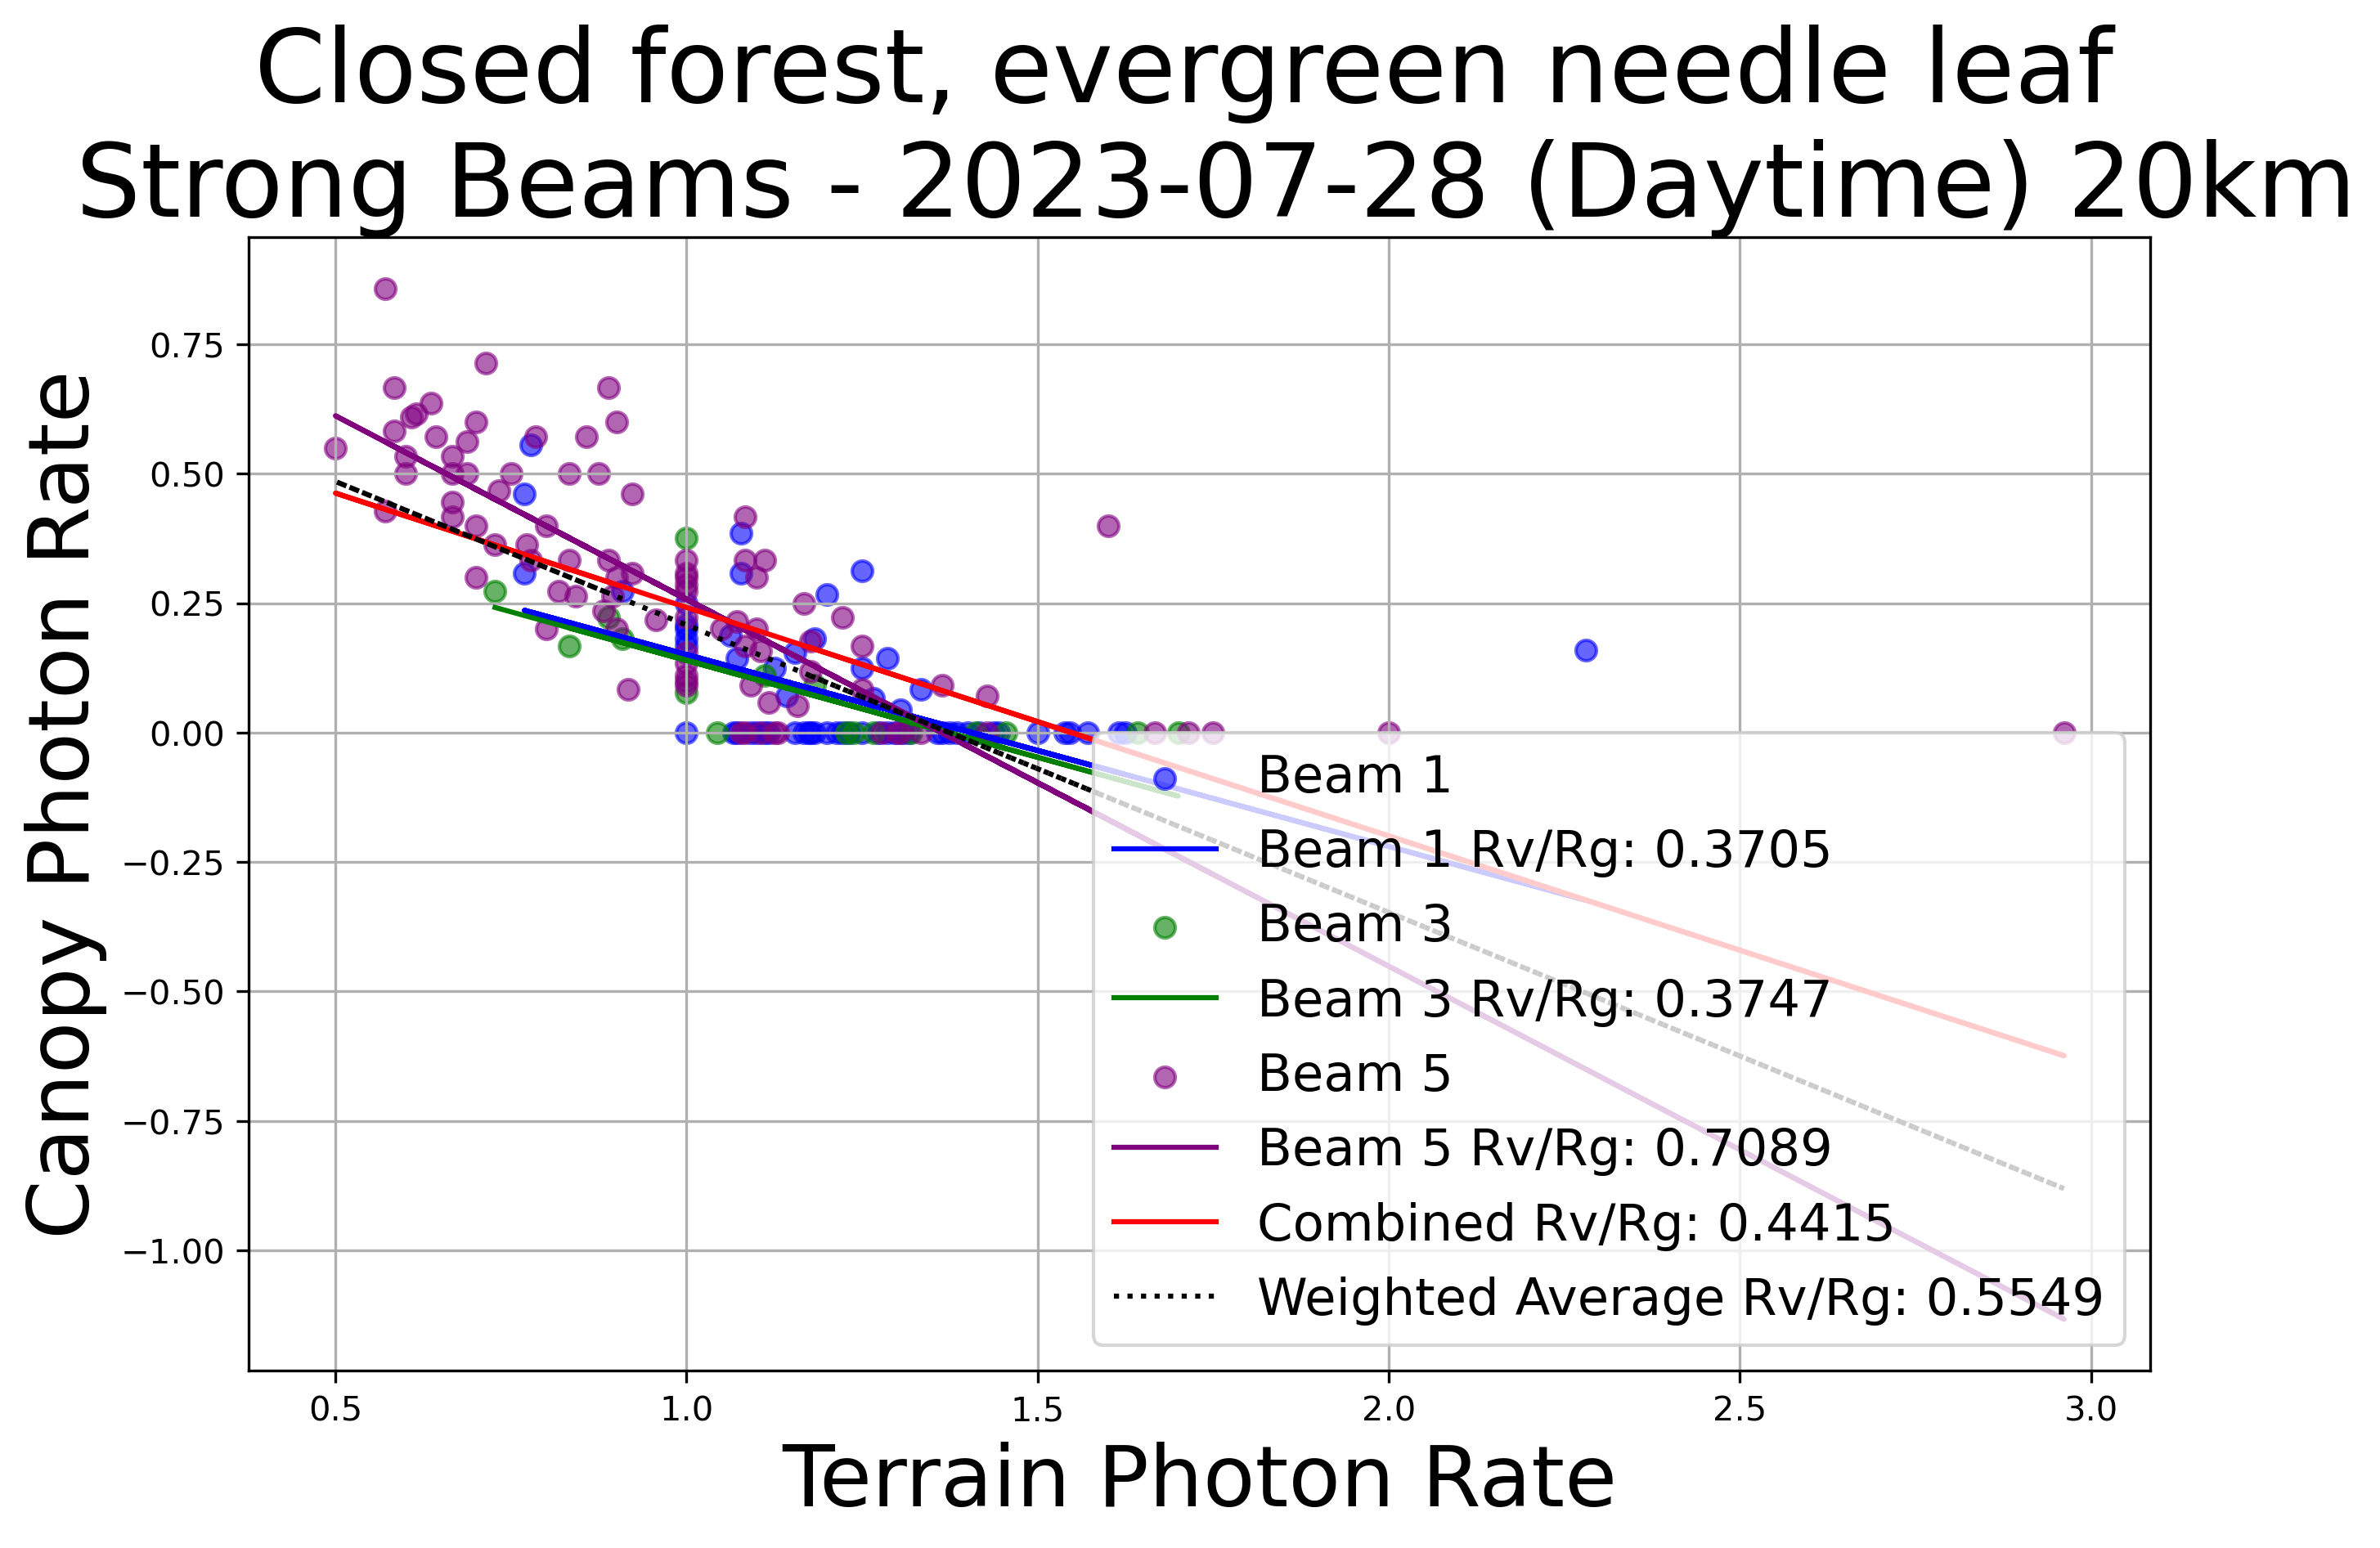 Closed forest, evergreen needle leaf
Strong Beams - 2023-07-28 (Daytime) 20km
Canopy Photon Rate
0.75
0.50
0.25
0.00
−0.25
−0.50
−0.75
−1.00
Beam 1
Beam 1 Rv/Rg: 0.3705
Beam 3
Beam 3 Rv/Rg: 0.3747
Beam 5
Beam 5 Rv/Rg: 0.7089
Combined Rv/Rg: 0.4415
Weighted Average Rv/Rg: 0.5549
0.5 1.0 1.5 2.0 2.5 3.0
Terrain Photon Rate